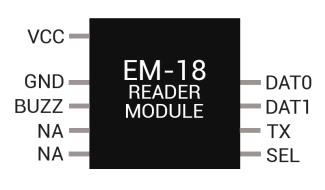 VCC
GND
BUZZ
NA
NA
EM-18
READER
MODULE
DAT0
DAT1
TX
SEL